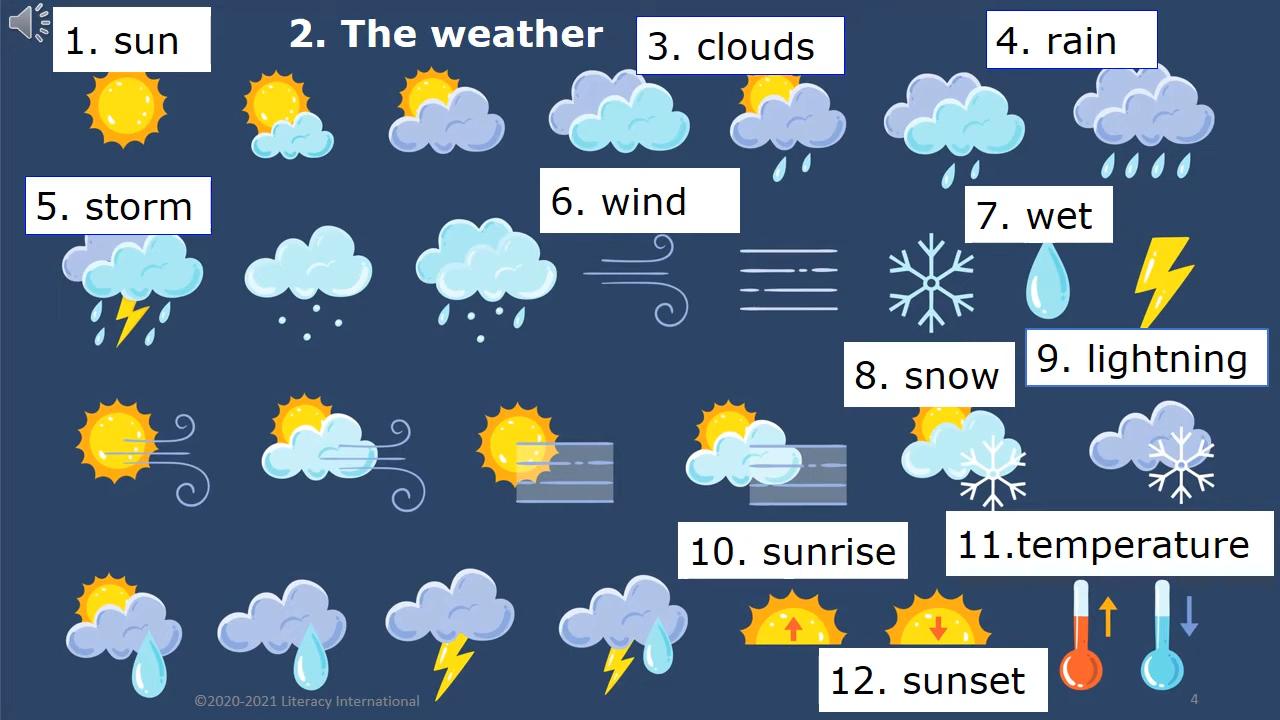 1. sun
2. The weather
3. clouds
4. rain
5. storm
6. wind
7. wet
8. snow
9. lightning
10. sunrise
11.temperature
12. sunset
©2020-2021 Literacy International
4